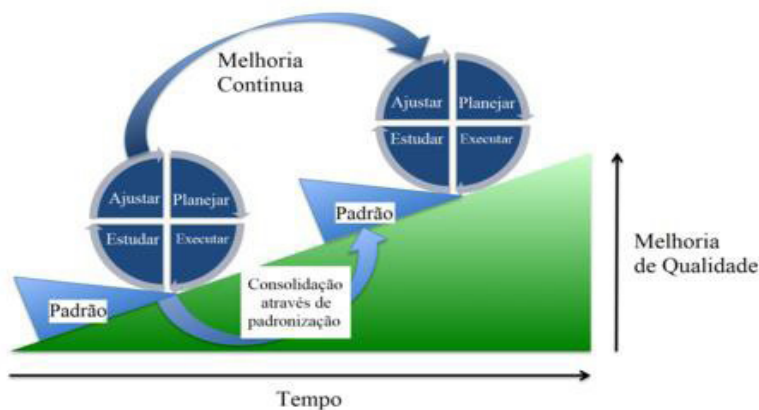 Melhoria
Contínua
Ajustar
Planejar
Estudar
Executar
Ajustar
Planejar
Estudar
Executar
Padrão
Padrão
Consolidação
através de
padronização
Melhoria
de Qualidade
Tempo